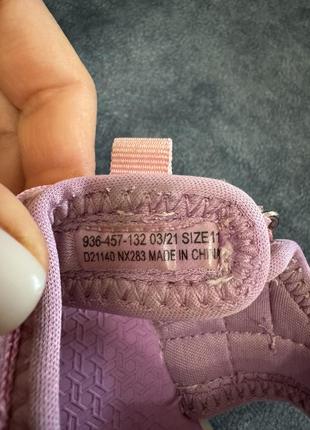 936-457-132 03/21 SIZE 11
D21140 NX283 MADE IN CHINA